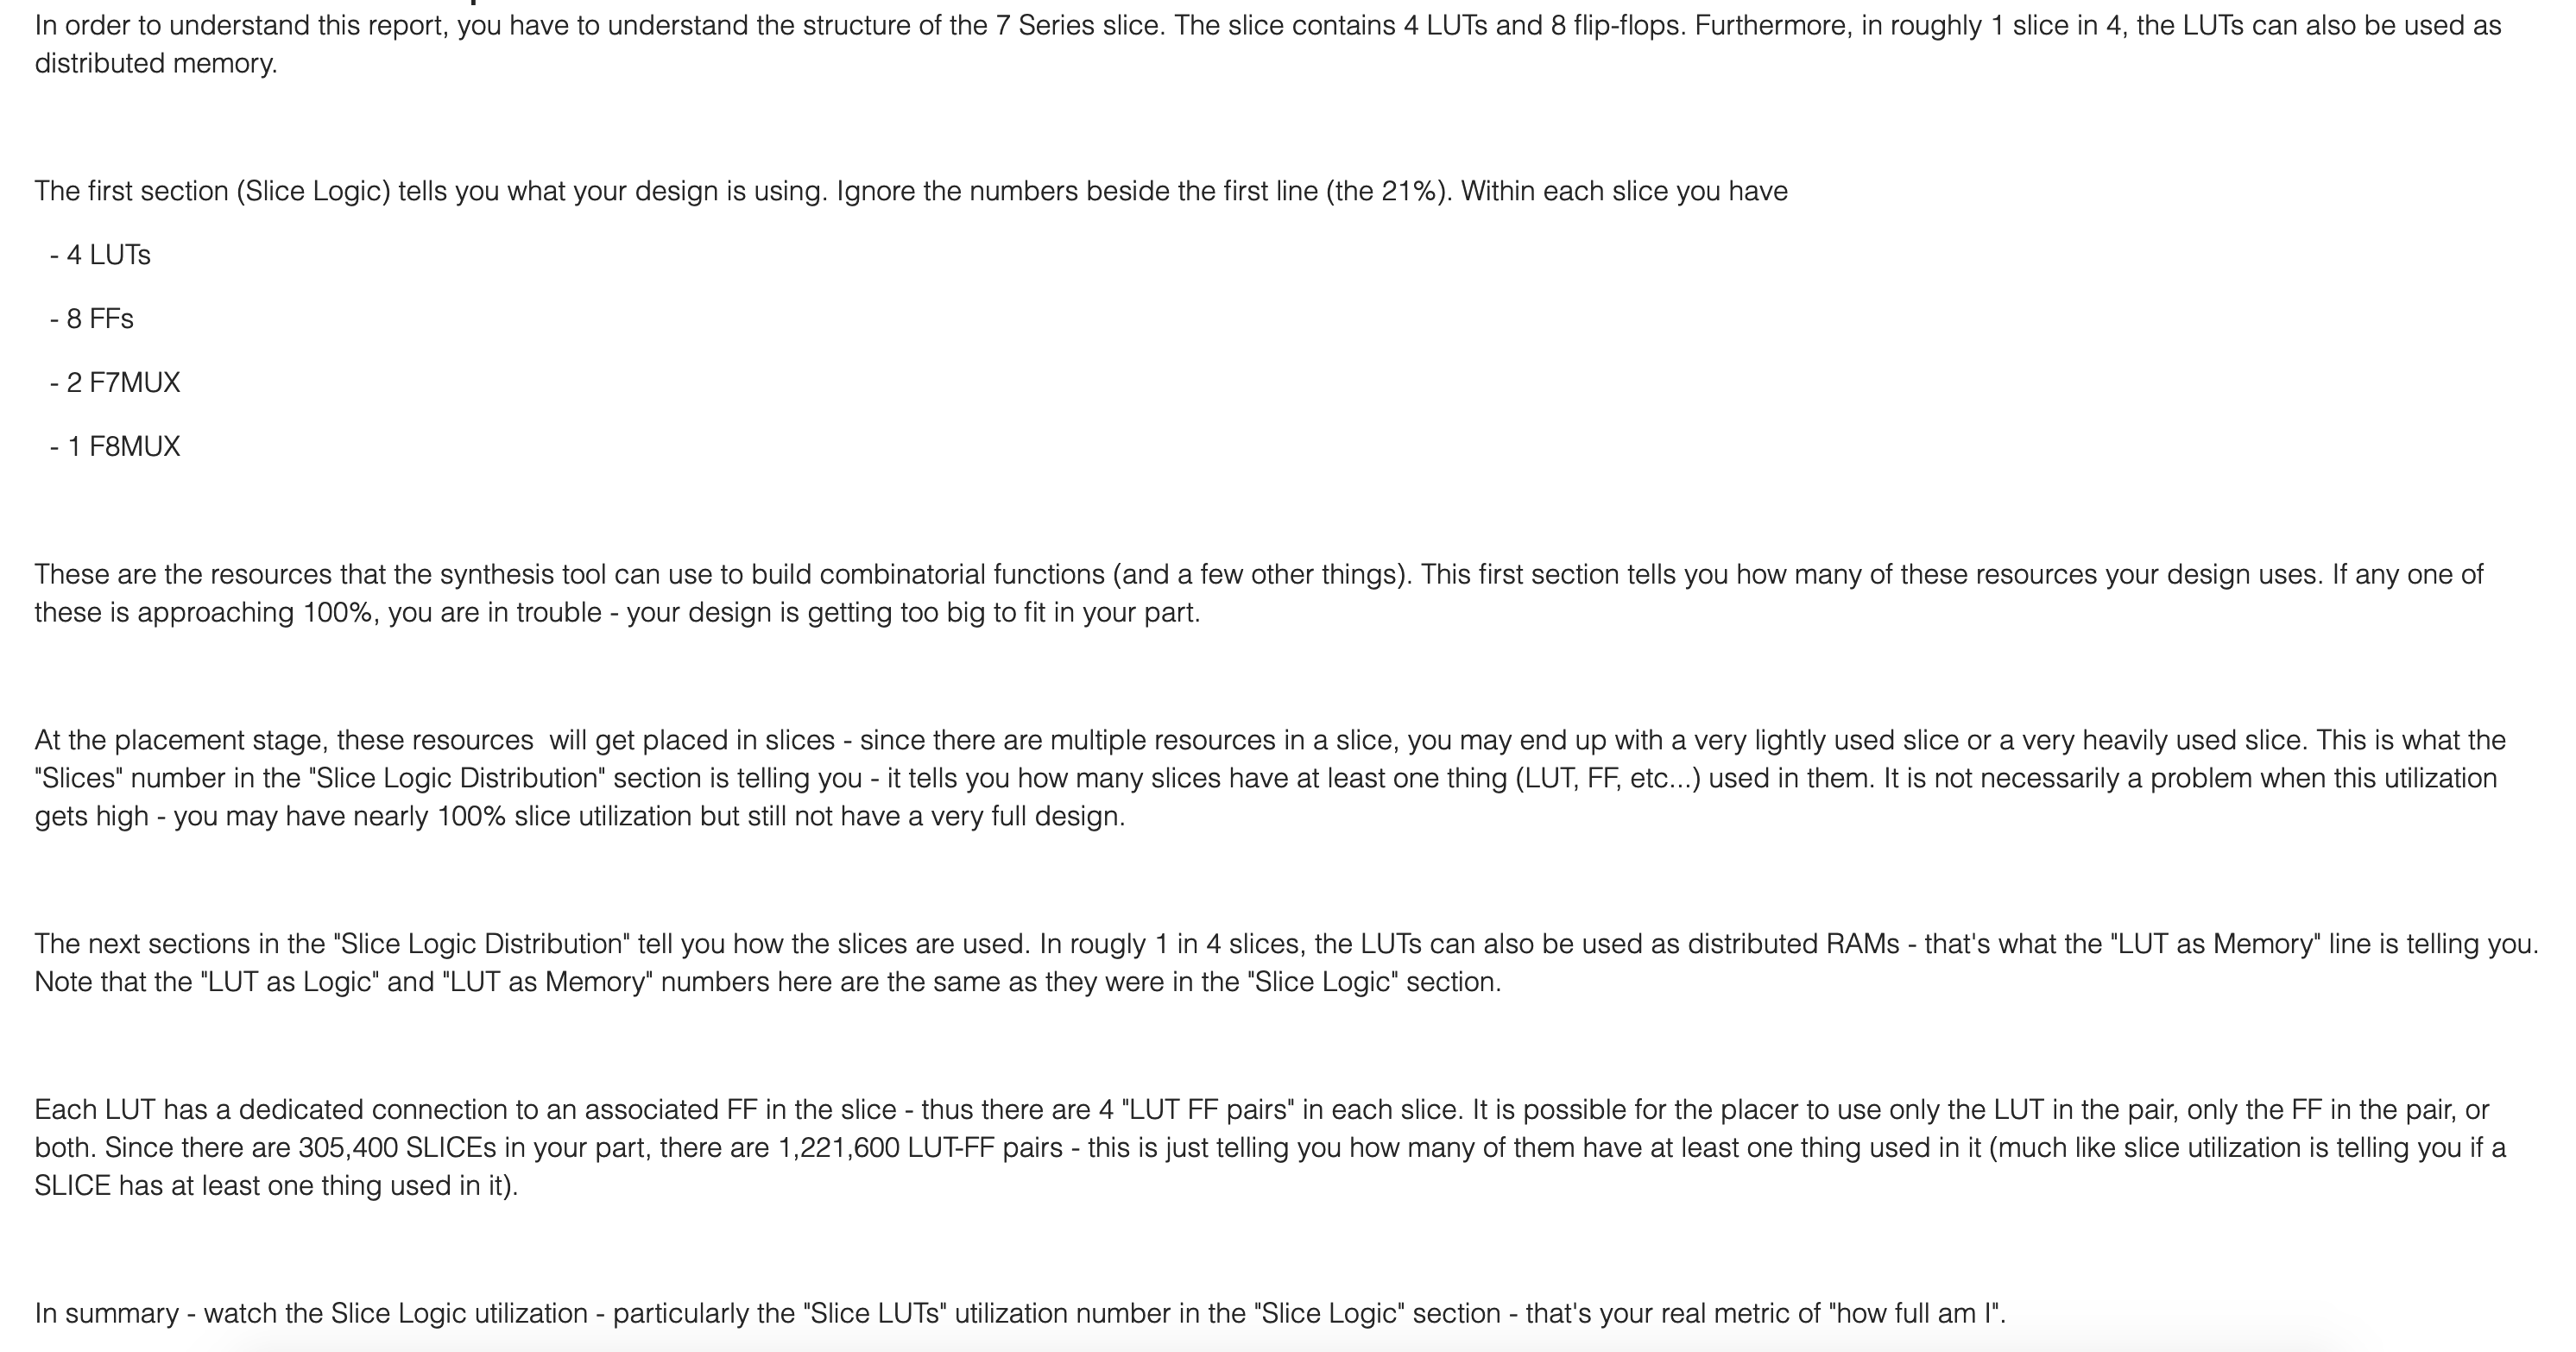 In order to understand this report, you have to understand the structure of the 7 Series slice. The slice contains 4 LUTs and 8 flip-flops. Furthermore, in roughly 1 slice in 4, the LUTs can also be used as
distributed memory.
The first section (Slice Logic) tells you what your design is using. Ignore the numbers beside the first line (the 21%). Within each slice you have
- 4 LUTs
- 8 FFs
- 2 F7MUX
- 1 F8MUX
These are the resources that the synthesis tool can use to build combinatorial functions (and a few other things). This first section tells you how many of these resources your design uses. If any one of
these is approaching 100%, you are in trouble - your design is getting too big to fit in your part.
At the placement stage, these resources  will get placed in slices - since there are multiple resources in a slice, you may end up with a very lightly used slice or a very heavily used slice. This is what the
"Slices" number in the "Slice Logic Distribution" section is telling you - it tells you how many slices have at least one thing (LUT, FF, etc...) used in them. It is not necessarily a problem when this utilization
gets high - you may have nearly 100% slice utilization but still not have a very full design.
The next sections in the "Slice Logic Distribution" tell you how the slices are used. In rougly 1 in 4 slices, the LUTs can also be used as distributed RAMs - that's what the "LUT as Memory" line is telling you.
Note that the "LUT as Logic" and "LUT as Memory" numbers here are the same as they were in the "Slice Logic" section.
Each LUT has a dedicated connection to an associated FF in the slice - thus there are 4 "LUT FF pairs" in each slice. It is possible for the placer to use only the LUT in the pair, only the FF in the pair, or
both. Since there are 305,400 SLICEs in your part, there are 1,221,600 LUT-FF pairs - this is just telling you how many of them have at least one thing used in it (much like slice utilization is telling you if a
SLICE has at least one thing used in it).
In summary - watch the Slice Logic utilization - particularly the "Slice LUTs" utilization number in the "Slice Logic" section - that's your real metric of "how full am I".